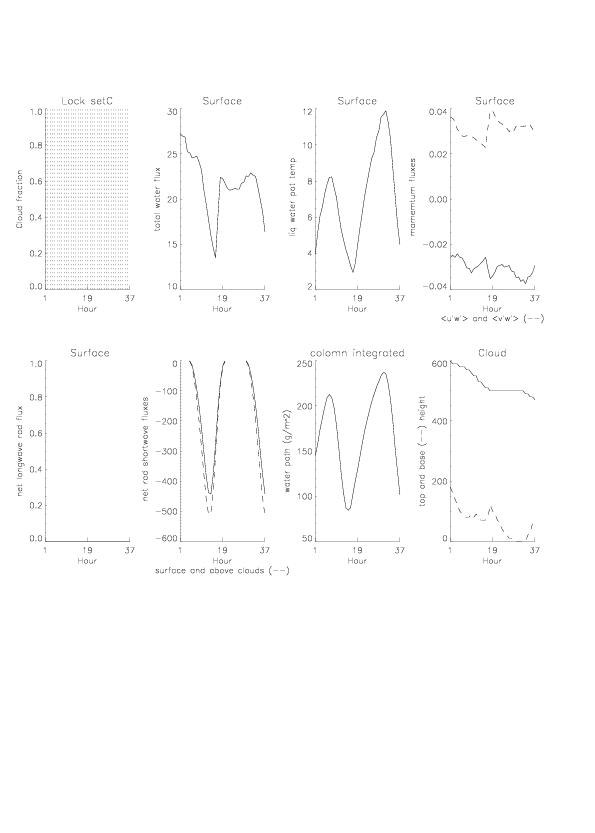 Lock setC
Cloud fraction
1.0
0.8
0.6
0.4
0.2
0.0
1 19 37
Hour
Surface
total water flux
30
25
20
15
10
1 19 37
Hour
Surface
liq water pot temp
12
10
8
6
4
2
1 19 37
Hour
Surface
momemtum fluxes
0.04
0.02
0.00
-0.02
-0.04
1 19 37
Hour
<u'w'> and <v'w'> (--)
Surface
net longwave rad flux
1.0
0.8
0.6
0.4
0.2
0.0
1 19 37
Hour
Surface
net rad shortwave fluxes
0
-100
-200
-300
-400
-500
-600
1 19 37
Hour
surface and above clouds (--)
colomn integrated
water path (g/m^2)
250
200
150
100
50
1 19 37
Hour
Cloud
top and base (--) height
600
400
200
0
1 19 37
Hour